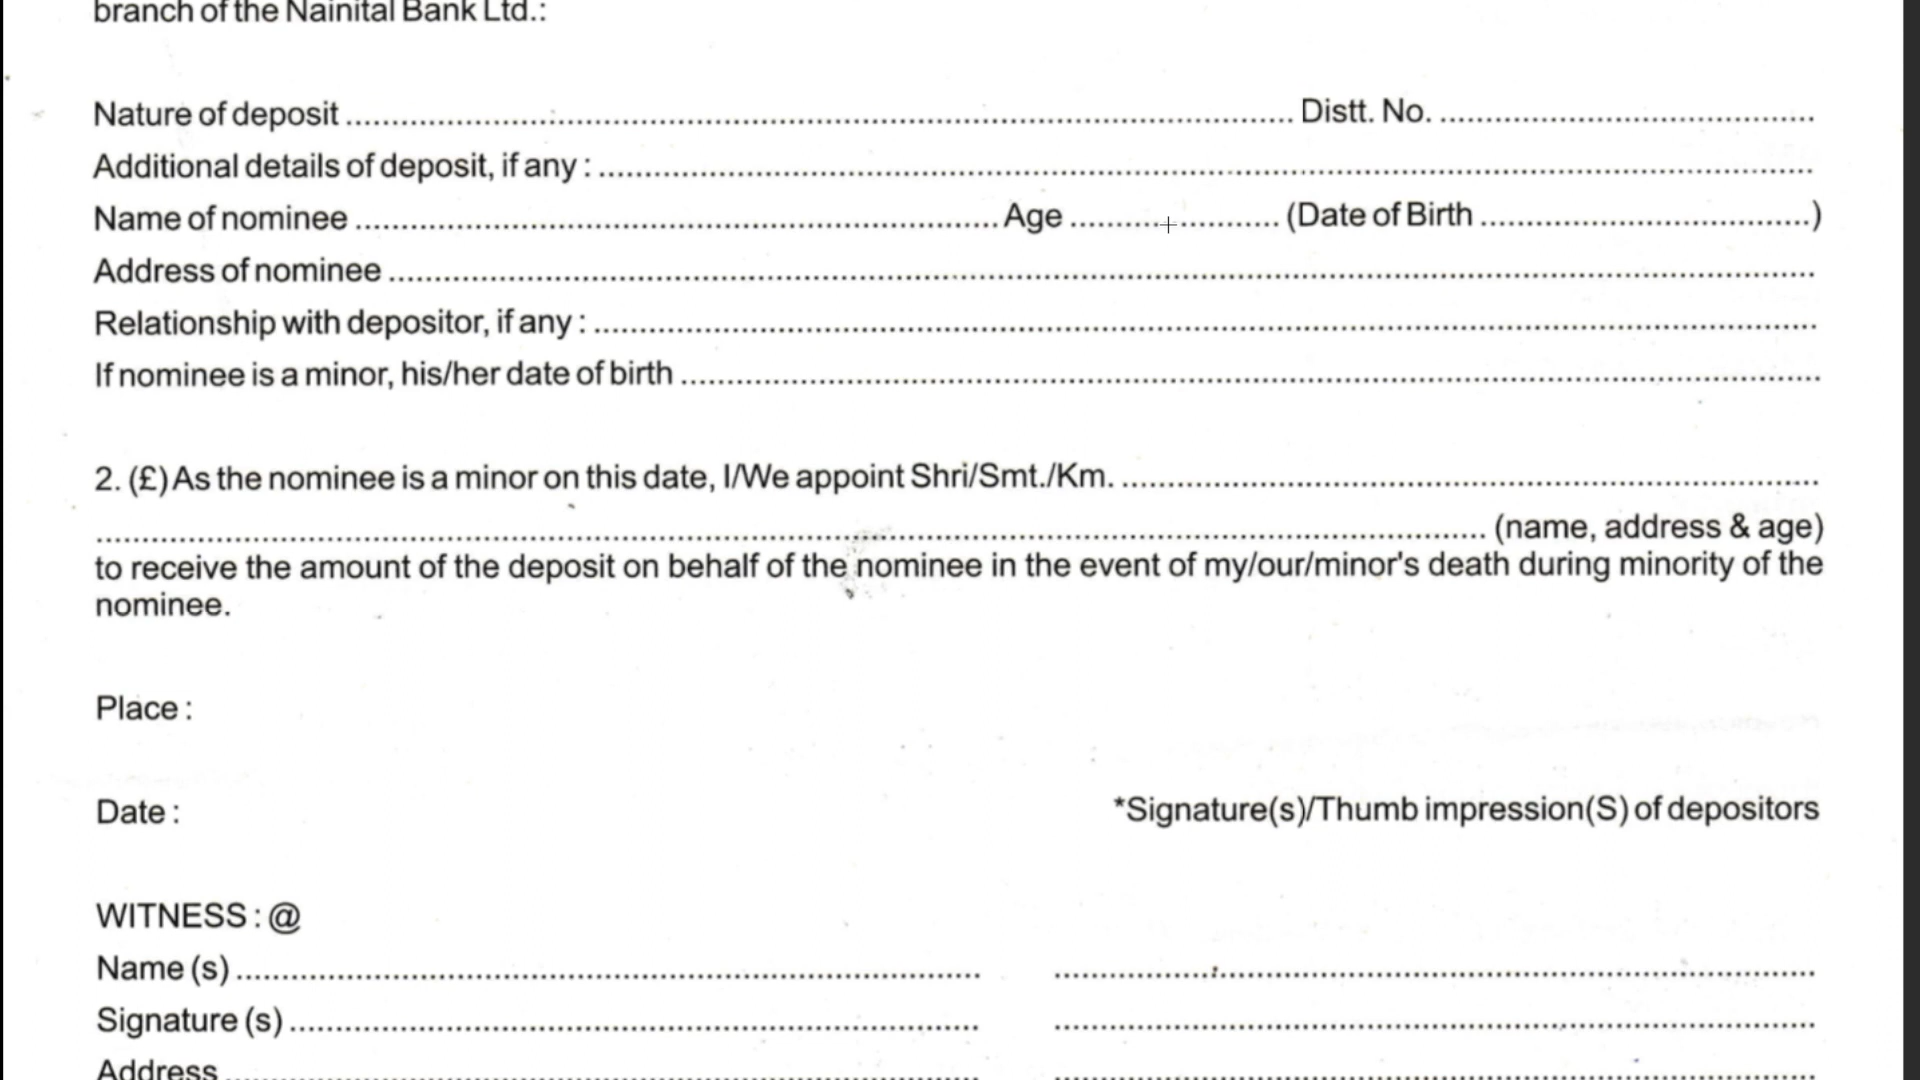 branch of the Nainital Bank Ltd.:
Nature of deposit ........................................ Distt. No. ....................
Additional details of deposit, if any : ........................................
Name of nominee ........................................ Age .................... (Date of Birth ....................)
Address of nominee ........................................
Relationship with depositor, if any : ........................................
If nominee is a minor, his/her date of birth ........................................
2. (£) As the nominee is a minor on this date, I/We appoint Shri/Smt./Km. ........................................
........................................ (name, address & age)
to receive the amount of the deposit on behalf of the nominee in the event of my/our/minor's death during minority of the
nominee.
Place :
Date : *Signature(s)/Thumb impression(S) of depositors
WITNESS : @
Name (s) ........................................ ........................................
Signature (s) ........................................ ........................................
Address ........................................ ........................................